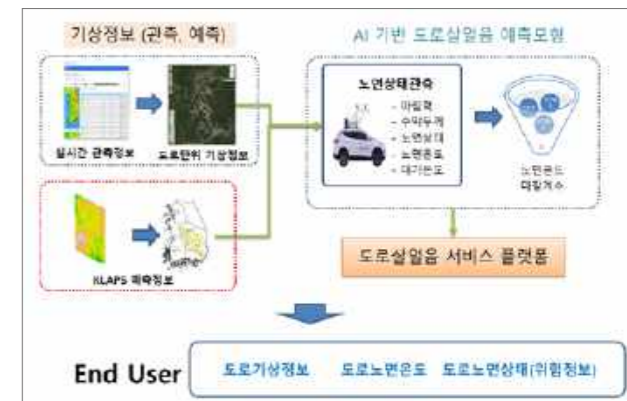 기상정보 (관측, 예측)
AI 기반 도로살얼음 예측모형
실시간 관측정보
도로단위 기상정보
KLAPS 예측정보
노면상태관측
- 마찰력
- 수막두께
- 노면상태
- 노면온도
- 대기온도
노면온도
마찰계수
도로살얼음 서비스 플랫폼
End User
도로기상정보 도로노면온도 도로노면상태(위험정보)